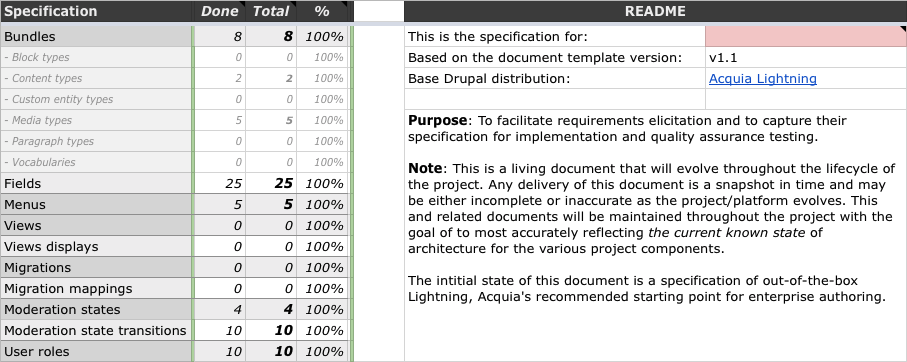 Specification Done Total %
Bundles 8 8 100%
- Block types 0 0 100%
- Content types 2 2 100%
- Custom entity types 0 0 100%
- Media types 5 5 100%
- Paragraph types 0 0 100%
- Vocabularies 0 0 100%
Fields 25 25 100%
Menus 5 5 100%
Views 0 0 100%
Views displays 0 0 100%
Migrations 0 0 100%
Migration mappings 0 0 100%
Moderation states 4 4 100%
Moderation state transitions 10 10 100%
User roles 10 10 100%
README
This is the specification for:
Based on the document template version: v1.1
Base Drupal distribution: Acquia Lightning
Purpose: To facilitate requirements elicitation and to capture their
specification for implementation and quality assurance testing.
Note: This is a living document that will evolve throughout the lifecycle of
the project. Any delivery of this document is a snapshot in time and may
be either incomplete or inaccurate as the project/platform evolves. This
and related documents will be maintained throughout the project with the
goal of to most accurately reflecting the current known state of
architecture for the various project components.
The intitial state of this document is a specification of out-of-the-box
Lightning, Acquia's recommended starting point for enterprise authoring.